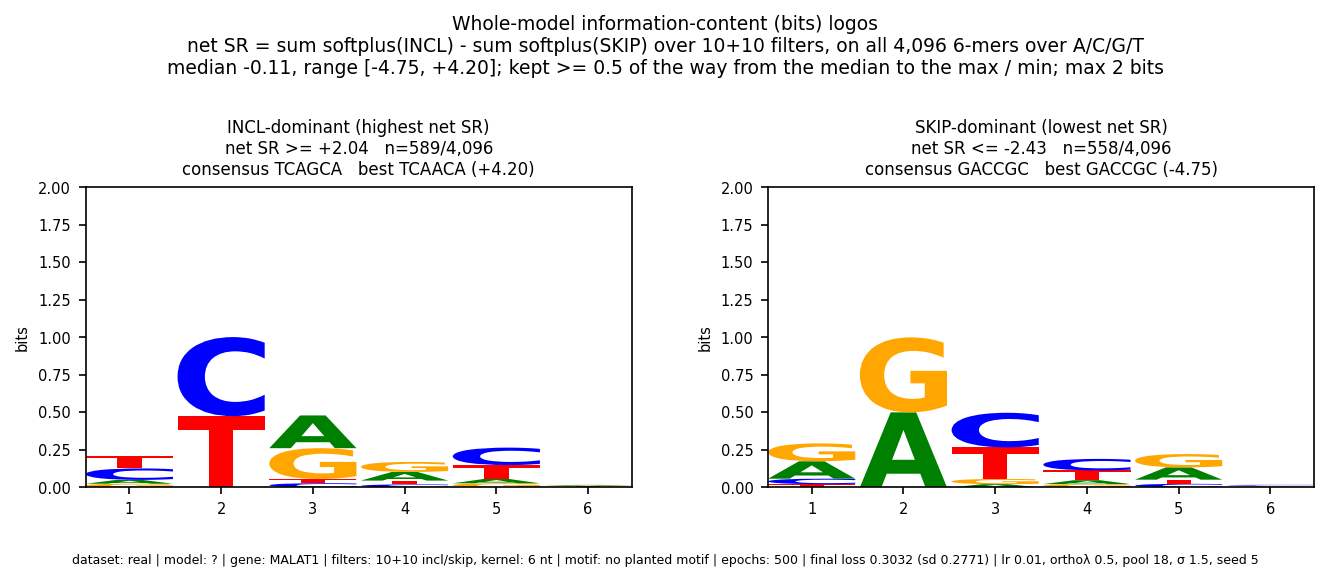 Whole-model information-content (bits) logos
net SR = sum softplus(INCL) - sum softplus(SKIP) over 10+10 filters, on all 4,096 6-mers over A/C/G/T
median -0.11, range [-4.75, +4.20]; kept >= 0.5 of the way from the median to the max / min; max 2 bits
INCL-dominant (highest net SR)
net SR >= +2.04   n=589/4,096
consensus TCAGCA   best TCAACA (+4.20)
2.00
1.75
1.50
1.25
1.00
0.75
0.50
0.25
0.00
bits
T C A G
C
T
A G T C
G A T C
C T A G
1 2 3 4 5 6
SKIP-dominant (lowest net SR)
net SR <= -2.43   n=558/4,096
consensus GACCGC   best GACCGC (-4.75)
2.00
1.75
1.50
1.25
1.00
0.75
0.50
0.25
0.00
bits
G A C T
G
A
C T G A
C T A G
G A T C
1 2 3 4 5 6
dataset: real | model: ? | gene: MALAT1 | filters: 10+10 incl/skip, kernel: 6 nt | motif: no planted motif | epochs: 500 | final loss 0.3032 (sd 0.2771) | lr 0.01, orthoλ 0.5, pool 18, σ 1.5, seed 5